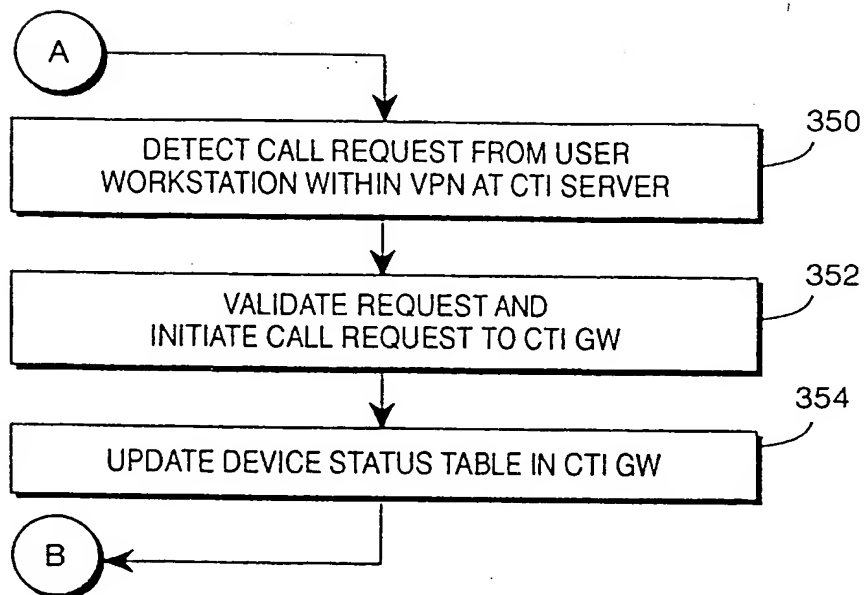 A
DETECT CALL REQUEST FROM USER
WORKSTATION WITHIN VPN AT CTI SERVER
350
VALIDATE REQUEST AND
INITIATE CALL REQUEST TO CTI GW
352
UPDATE DEVICE STATUS TABLE IN CTI GW
354
B